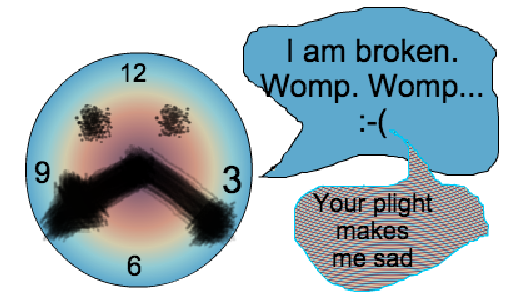 12
9
3
6
I am broken.
Womp. Womp...
:-(
Your plight
makes
me sad